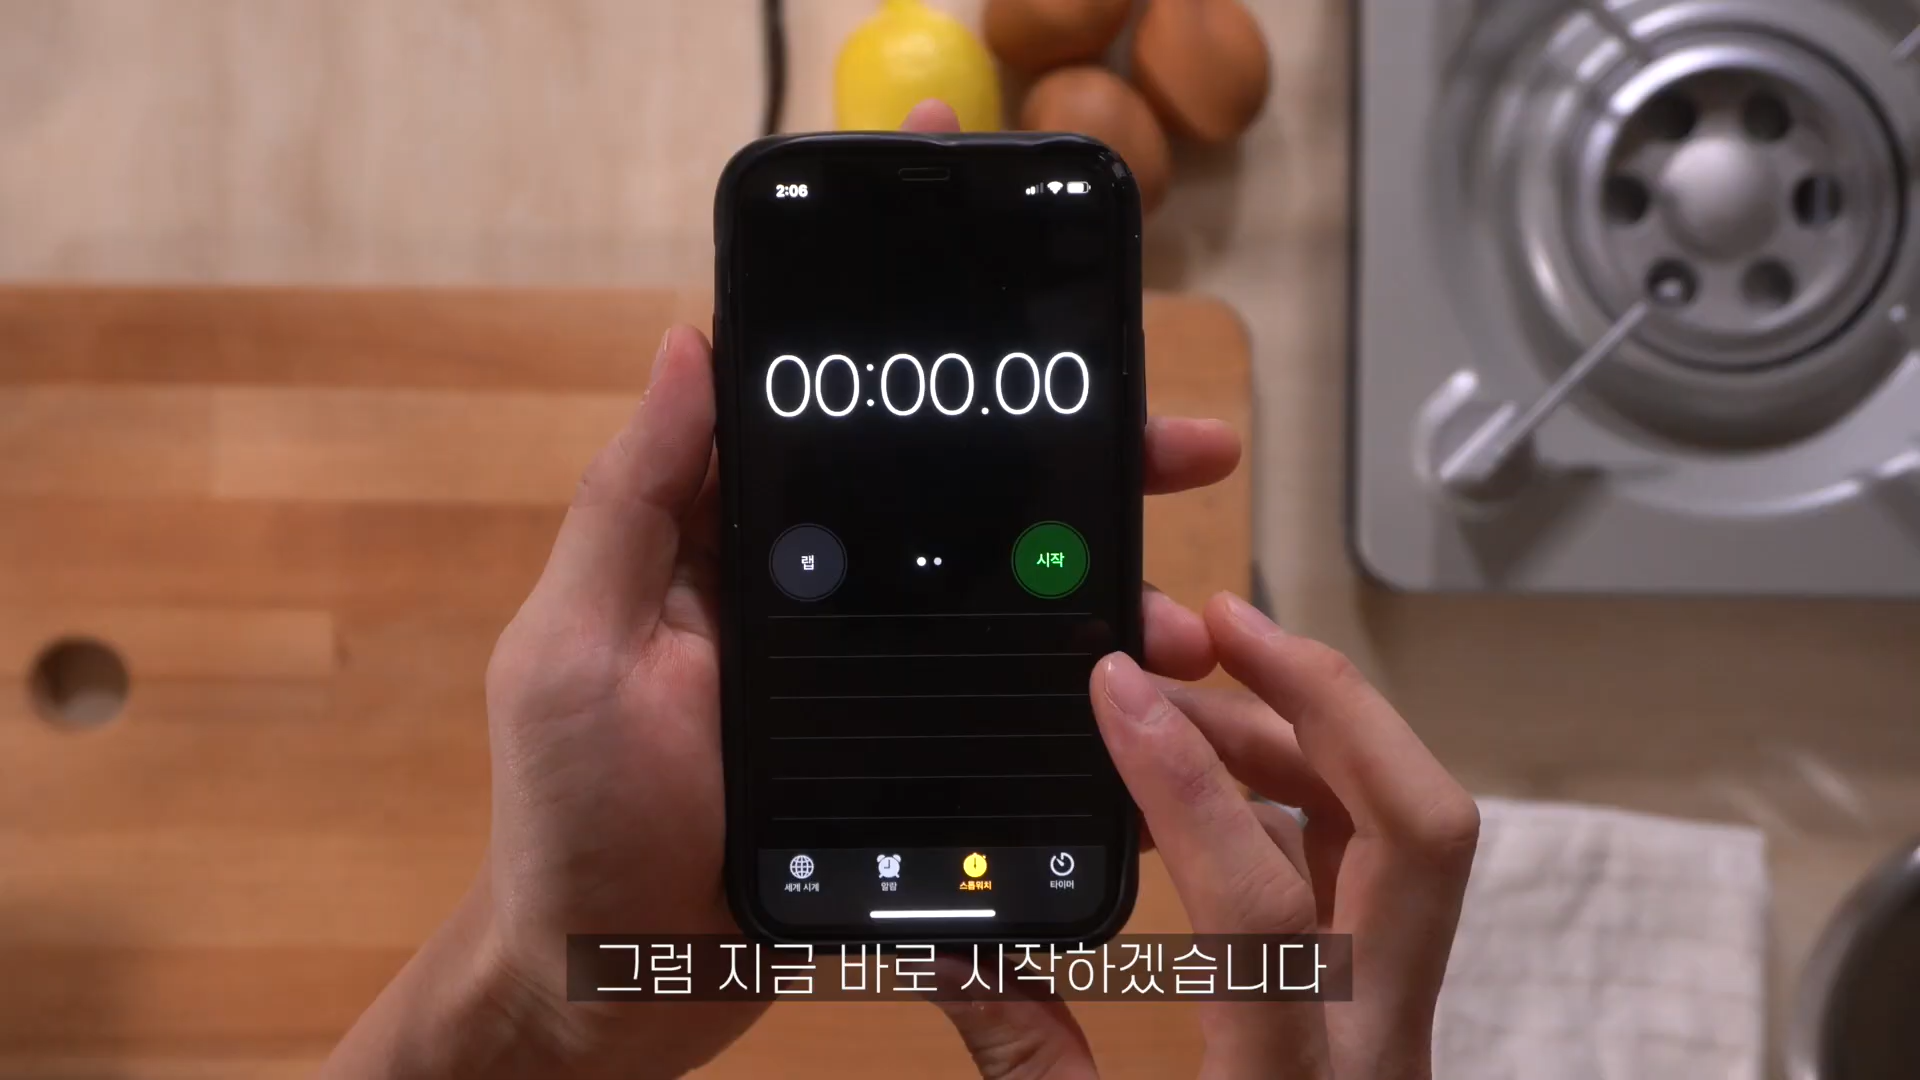 2:06
00:00.00
랩
시작
세계 시계
알람
스톱워치
타이머
그럼 지금 바로 시작하겠습니다